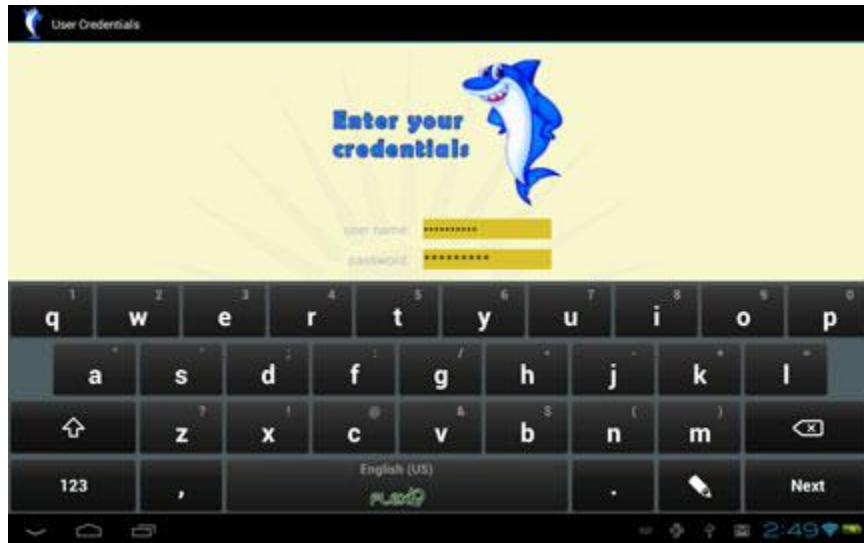 User Credentials
Enter your
credentials
user name: **********
password: *********
1 2 3 4 5 6 7 8 9 0
q w e r t y u i o p
a s d f g h j k l
? ! @ & $ ( )
z x c v b n m
English (US)
123 , . Next
2:49